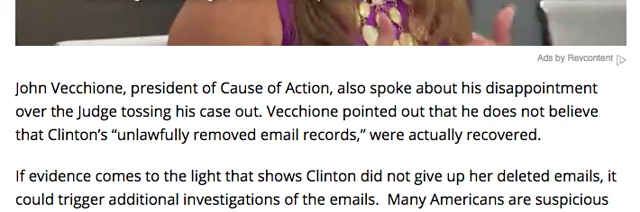 Ads by Revcontent
John Vecchione, president of Cause of Action, also spoke about his disappointment
over the Judge tossing his case out. Vecchione pointed out that he does not believe
that Clinton’s “unlawfully removed email records,” were actually recovered.
If evidence comes to the light that shows Clinton did not give up her deleted emails, it
could trigger additional investigations of the emails.  Many Americans are suspicious